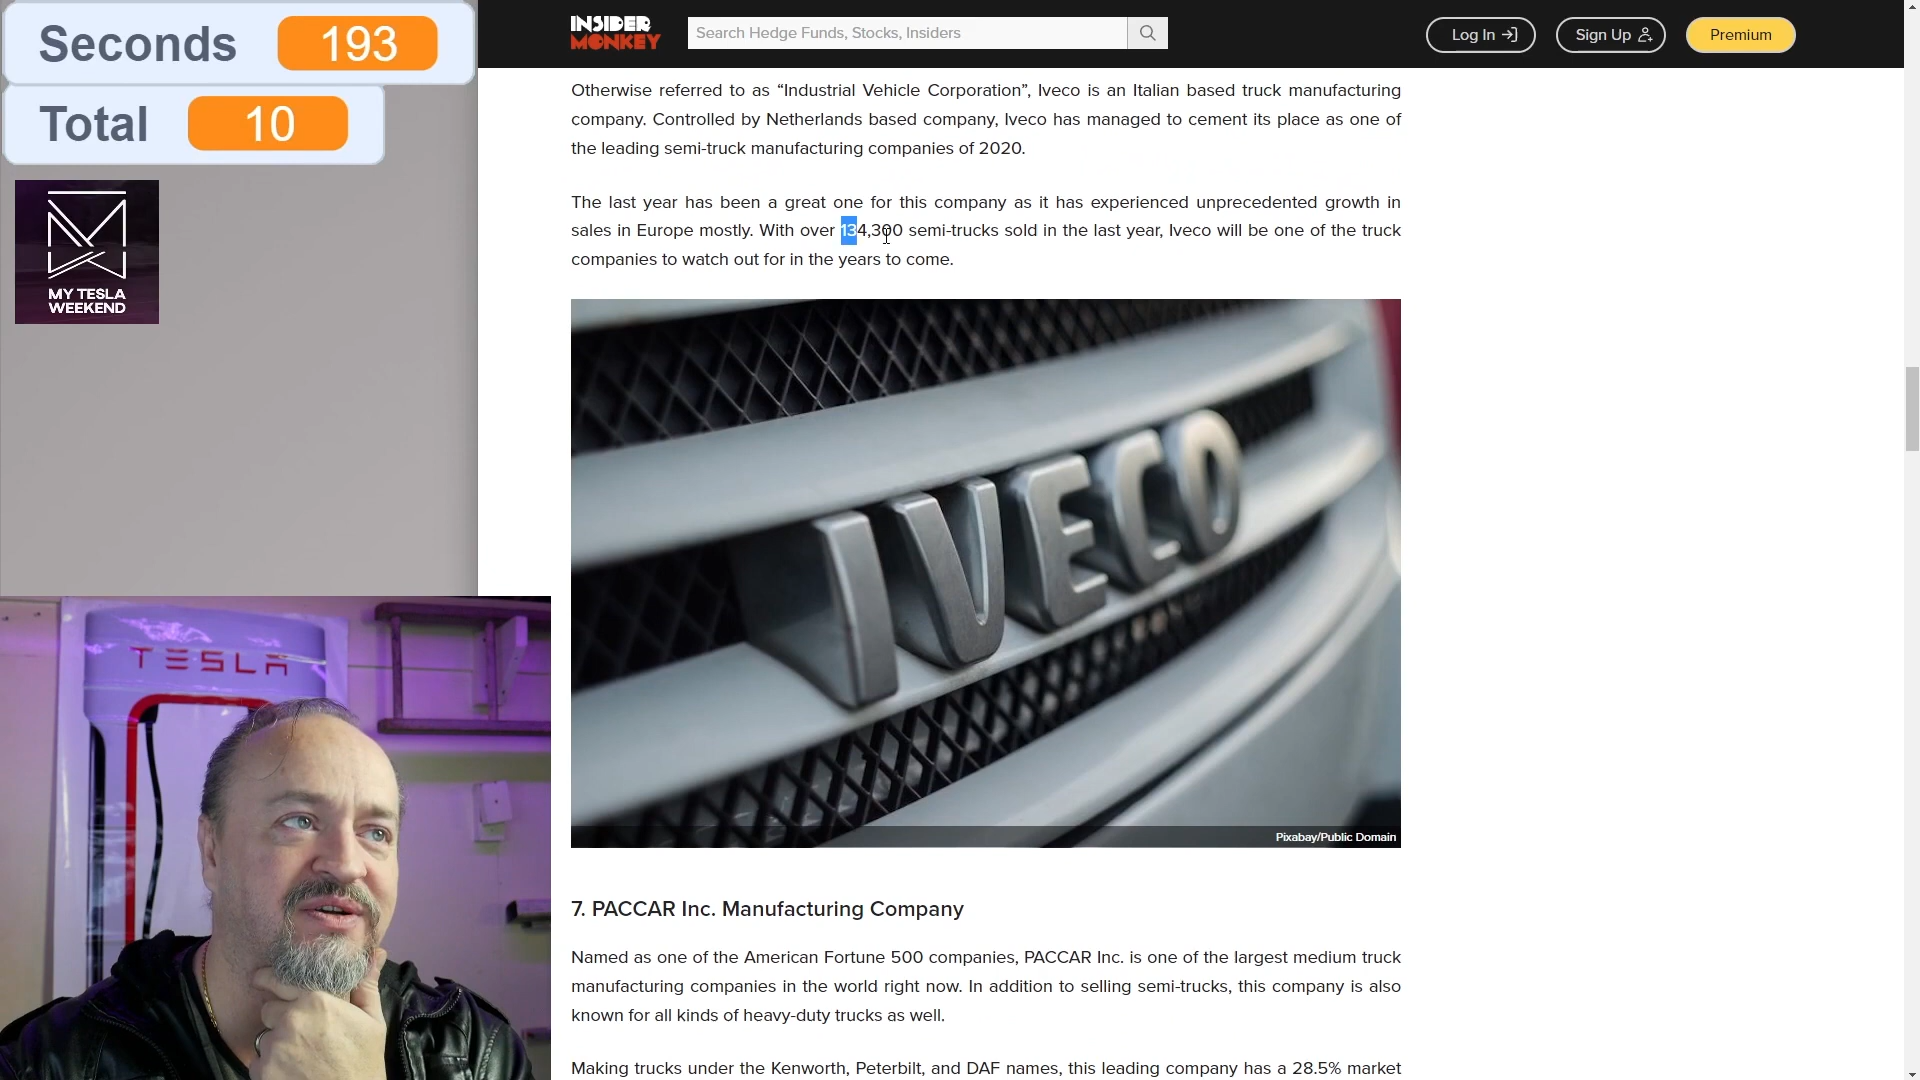 Seconds 193
Total 10
MY TESLA
WEEKEND
INSIDER
MONKEY
Search Hedge Funds, Stocks, Insiders
Log In
Sign Up
Premium
Otherwise referred to as “Industrial Vehicle Corporation”, Iveco is an Italian based truck manufacturing
company. Controlled by Netherlands based company, Iveco has managed to cement its place as one of
the leading semi-truck manufacturing companies of 2020.
The last year has been a great one for this company as it has experienced unprecedented growth in
sales in Europe mostly. With over 134,300 semi-trucks sold in the last year, Iveco will be one of the truck
companies to watch out for in the years to come.
IVECO
Pixabay/Public Domain
TESLA
7. PACCAR Inc. Manufacturing Company
Named as one of the American Fortune 500 companies, PACCAR Inc. is one of the largest medium truck
manufacturing companies in the world right now. In addition to selling semi-trucks, this company is also
known for all kinds of heavy-duty trucks as well.
Making trucks under the Kenworth, Peterbilt, and DAF names, this leading company has a 28.5% market